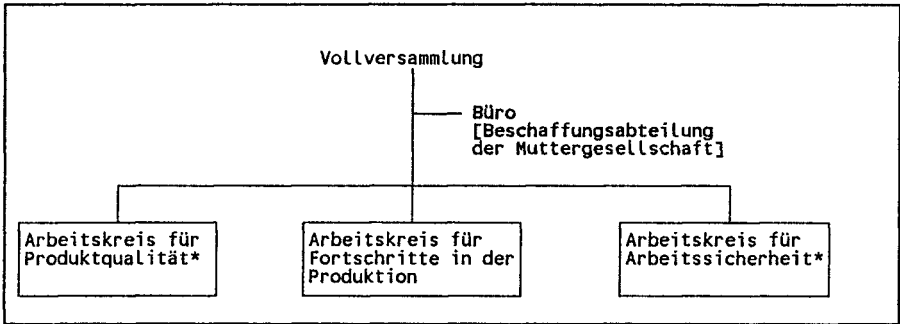 Vollversammlung
Büro
[Beschaffungsabteilung
der Muttergesellschaft]
Arbeitskreis für
Produktqualität*
Arbeitskreis für
Fortschritte in der
Produktion
Arbeitskreis für
Arbeitssicherheit*